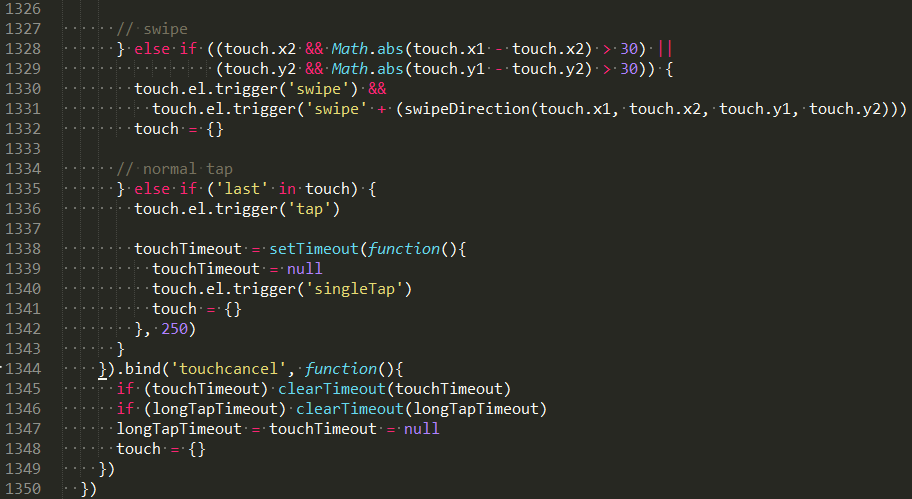 1326
1327 // swipe
1328 } else if ((touch.x2 && Math.abs(touch.x1 - touch.x2) > 30) ||
1329 (touch.y2 && Math.abs(touch.y1 - touch.y2) > 30)) {
1330 touch.el.trigger('swipe') &&
1331 touch.el.trigger('swipe' + (swipeDirection(touch.x1, touch.x2, touch.y1, touch.y2)))
1332 touch = {}
1333
1334 // normal tap
1335 } else if ('last' in touch) {
1336 touch.el.trigger('tap')
1337
1338 touchTimeout = setTimeout(function(){
1339 touchTimeout = null
1340 touch.el.trigger('singleTap')
1341 touch = {}
1342 }, 250)
1343 }
1344 }).bind('touchcancel', function(){
1345 if (touchTimeout) clearTimeout(touchTimeout)
1346 if (longTapTimeout) clearTimeout(longTapTimeout)
1347 longTapTimeout = touchTimeout = null
1348 touch = {}
1349 })
1350 })